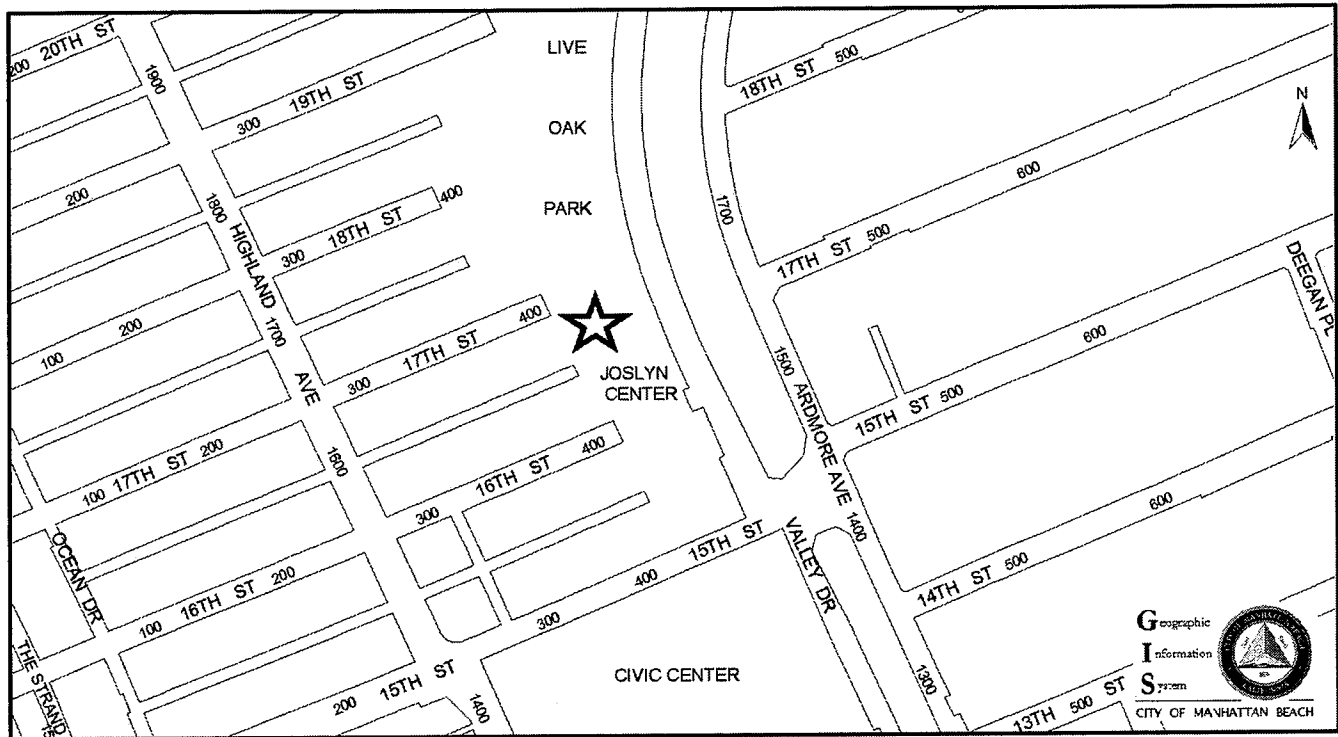 200 20TH ST
1900
300 19TH ST
LIVE
OAK
PARK
18TH ST 500
N
600
200
1800
HIGHLAND
AVE
300 18TH ST 400
1700
17TH ST 500
DEEGAN PL
100
200
1700
300 17TH ST 400
JOSLYN
CENTER
1500
ARDMORE AVE
600
15TH ST 500
100 17TH ST 200
1600
300 16TH ST 400
OCEAN DR
100 16TH ST 200
THE STRAND
300 400 15TH ST
VALLEY DR
1400
600
14TH ST 500
200 15TH ST
1400
CIVIC CENTER
1300
13TH ST 500
Geographic
Information
System
CITY OF MANHATTAN BEACH